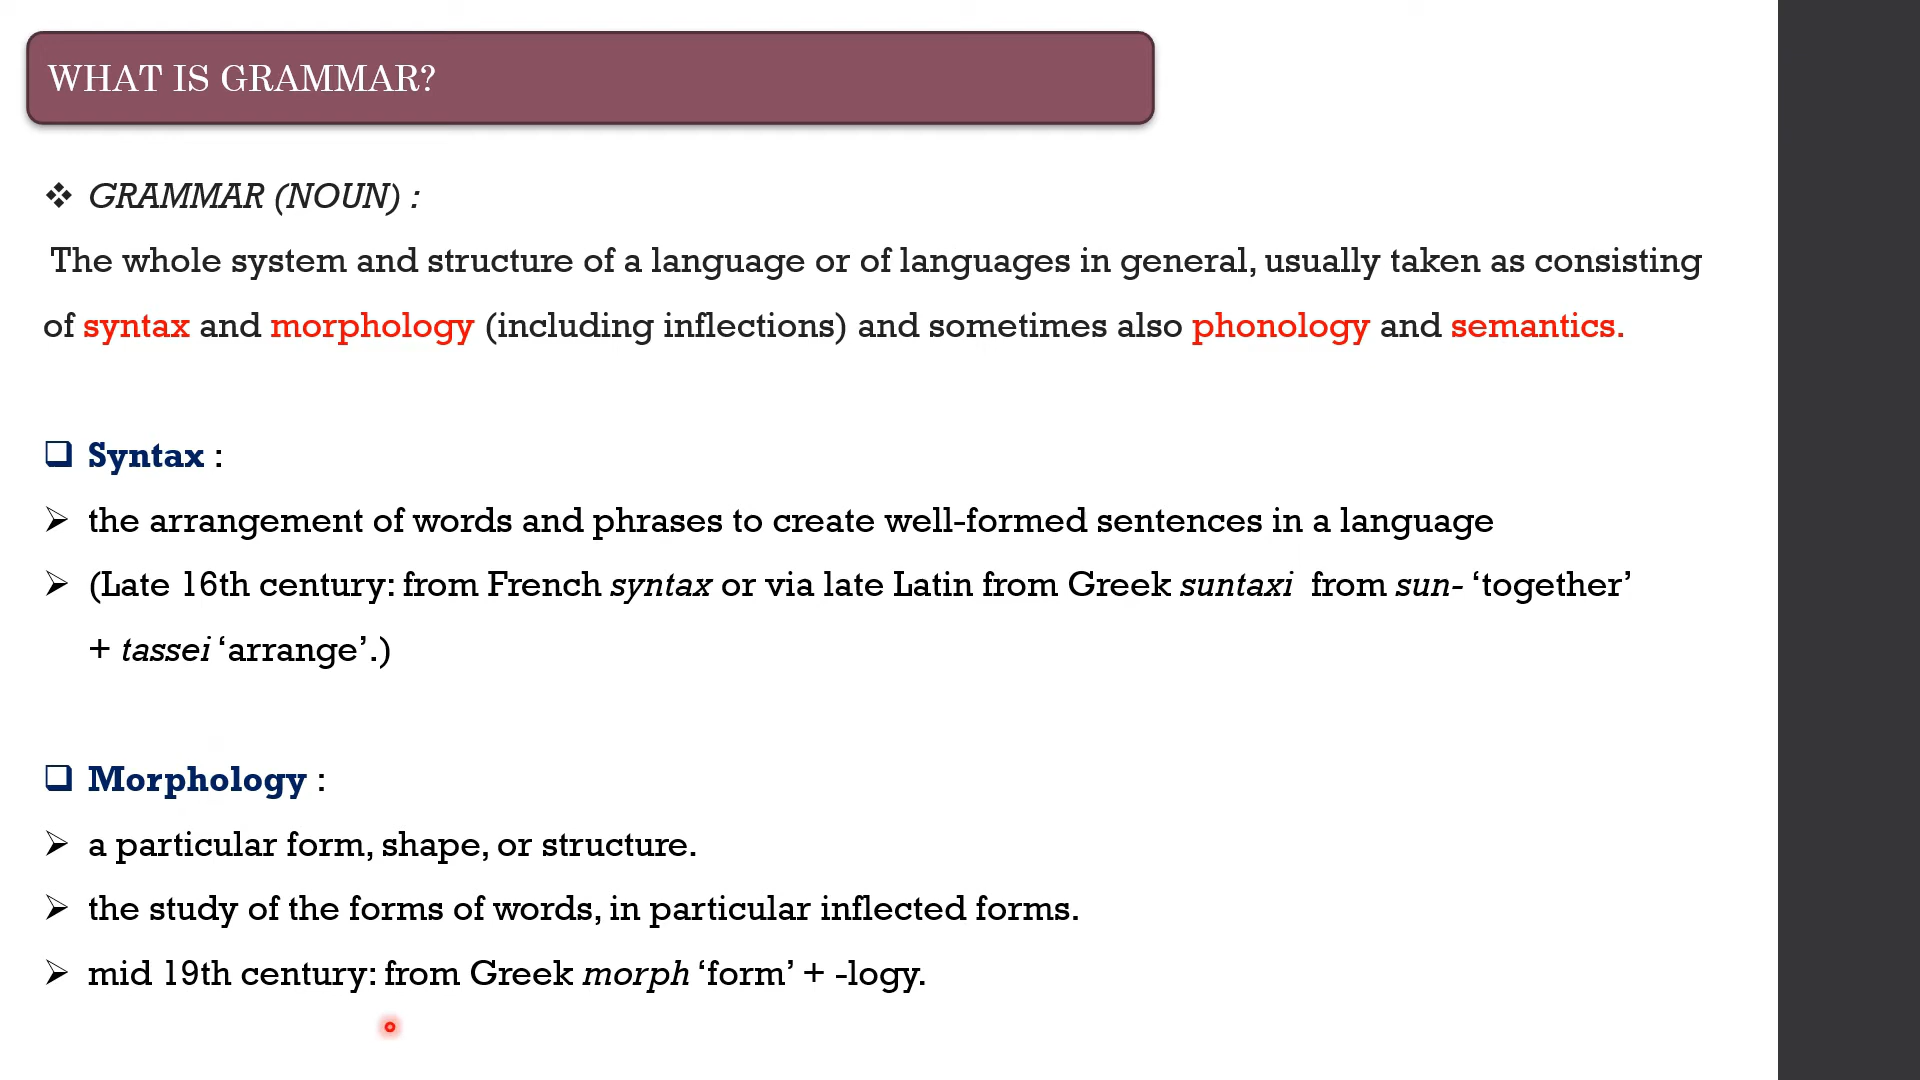 WHAT IS GRAMMAR?
GRAMMAR (NOUN) :
The whole system and structure of a language or of languages in general, usually taken as consisting
of syntax and morphology (including inflections) and sometimes also phonology and semantics.
Syntax :
the arrangement of words and phrases to create well-formed sentences in a language
(Late 16th century: from French syntax or via late Latin from Greek suntaxi from sun- ‘together’
+ tassei ‘arrange’.)
Morphology :
a particular form, shape, or structure.
the study of the forms of words, in particular inflected forms.
mid 19th century: from Greek morph ‘form’ + -logy.